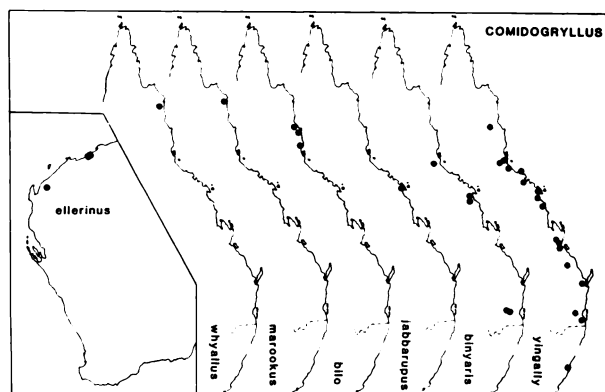 COMIDOGRYLLUS
ellerinus
whyallus
marookus
bilo
jabbarupus
binyaris
yingally